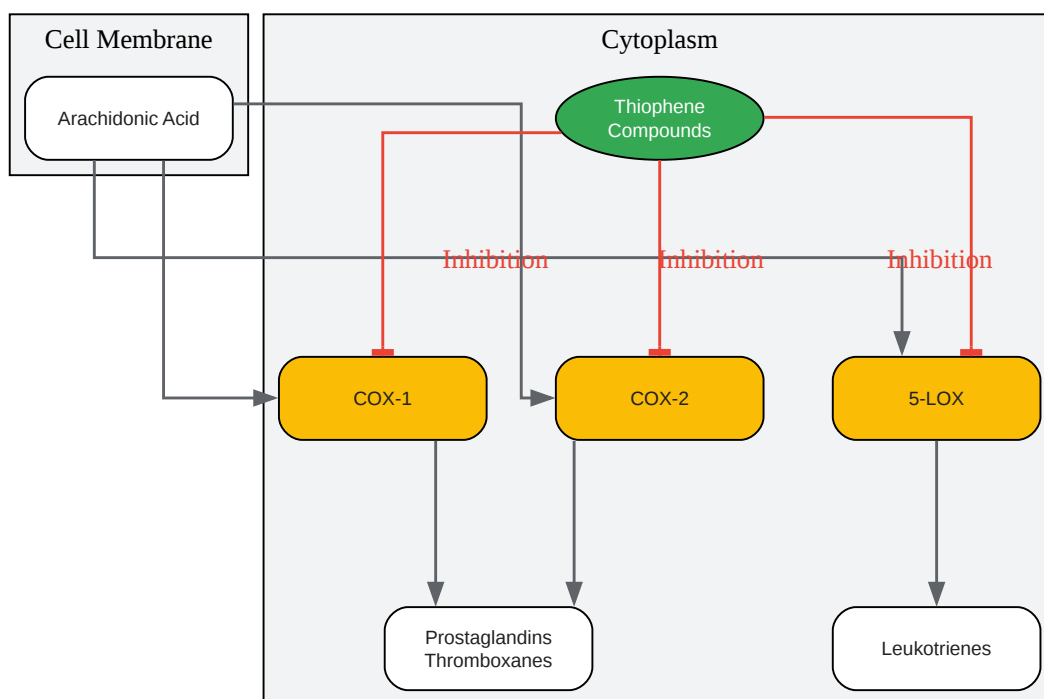 Cell Membrane
Cytoplasm
Arachidonic Acid
Thiophene
Compounds
Inhibition
Inhibition
Inhibition
COX-1
COX-2
5-LOX
Prostaglandins
Thromboxanes
Leukotrienes